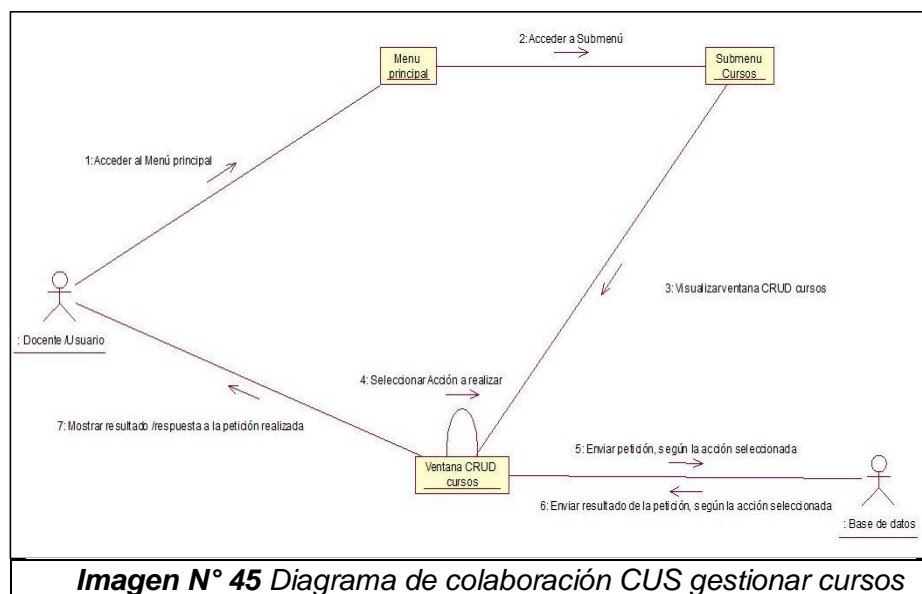 2: Acceder a Submenú
Menu
principal
Submenu
Cursos
1: Acceder al Menú principal
3: Visualizar ventana CRUD cursos
: Docente /Usuario
4: Seleccionar Acción a realizar
7: Mostrar resultado /respuesta a la petición realizada
5: Enviar petición, según la acción seleccionada
Ventana CRUD
cursos
6: Enviar resultado de la petición, según la acción seleccionada
: Base de datos
Imagen N° 45 Diagrama de colaboración CUS gestionar cursos